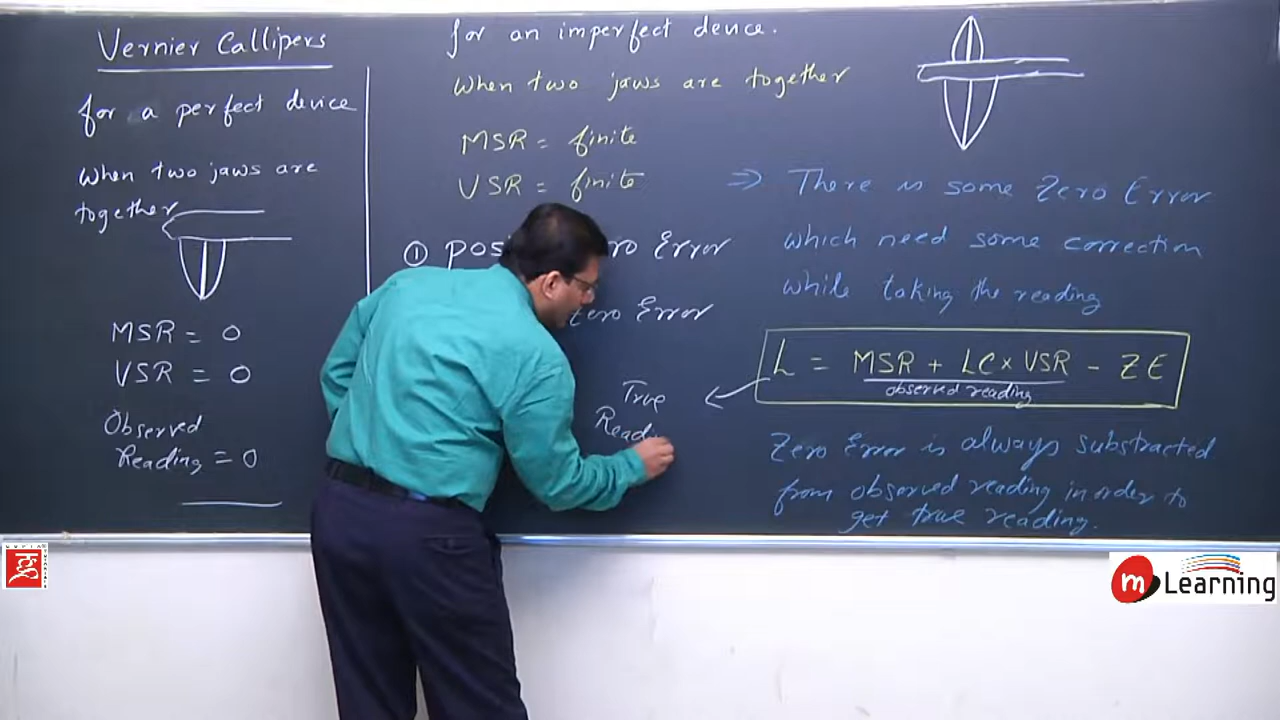 Vernier Callipers
for a perfect device
when two jaws are
together
MSR = 0
VSR = 0
Observed
Reading = 0
for an imperfect device.
when two jaws are together
MSR = finite
VSR = finite
① Posi ro Error
Zero Error
True
Readi
⇒ There is some Zero Error
which need some correction
while taking the reading
L = MSR + LC × VSR - ZE
observed reading
Zero Error is always substracted
from observed reading in order to
get true reading.
m Learning